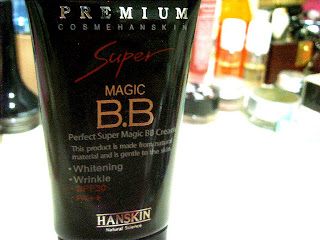 PREMIUM
COSMEHANSKIN
Super
MAGIC
B.B
Perfect Super Magic BB Cream
This product is made from natural
material and is gentle to the skin.
• Whitening
• Wrinkle
• SPF30
• PA++
HANSKIN
Natural Science